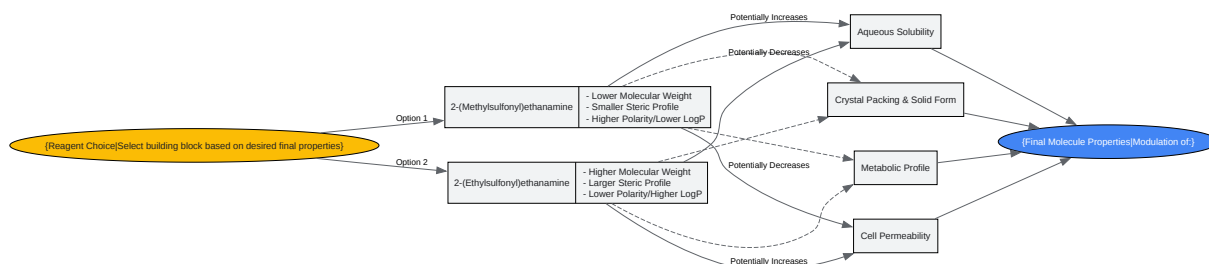 {Reagent Choice|Select building block based on desired final properties}
Option 1
Option 2
2-(Methylsulfonyl)ethanamine
- Lower Molecular Weight
- Smaller Steric Profile
- Higher Polarity/Lower LogP
2-(Ethylsulfonyl)ethanamine
- Higher Molecular Weight
- Larger Steric Profile
- Lower Polarity/Higher LogP
Potentially Increases
Potentially Decreases
Potentially Decreases
Potentially Increases
Aqueous Solubility
Crystal Packing & Solid Form
Metabolic Profile
Cell Permeability
{Final Molecule Properties|Modulation of:}